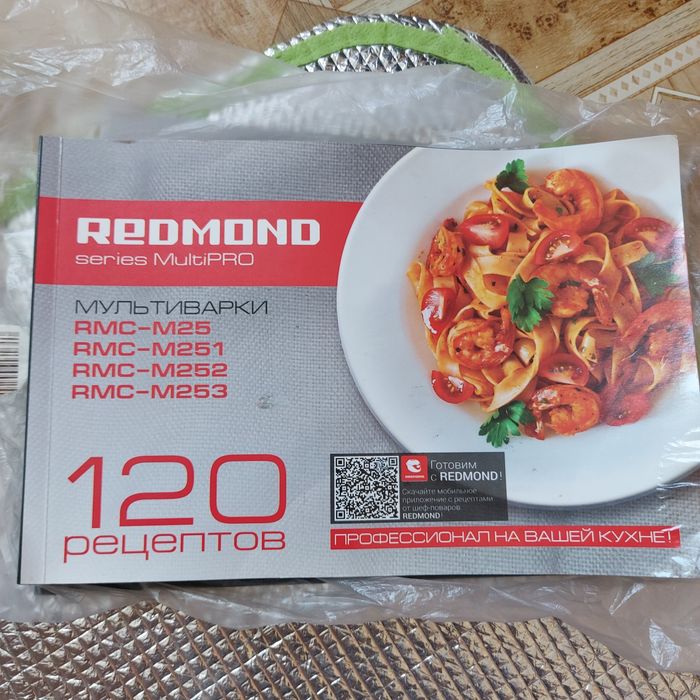 REDMOND
series MultiPRO
МУЛЬТИВАРКИ
RMC-M25
RMC-M251
RMC-M252
RMC-M253
120
рецептов
Готовим
с REDMOND!
Скачайте мобильное
приложение с рецептами
от шеф-поваров
REDMOND!
ПРОФЕССИОНАЛ НА ВАШЕЙ КУХНЕ!